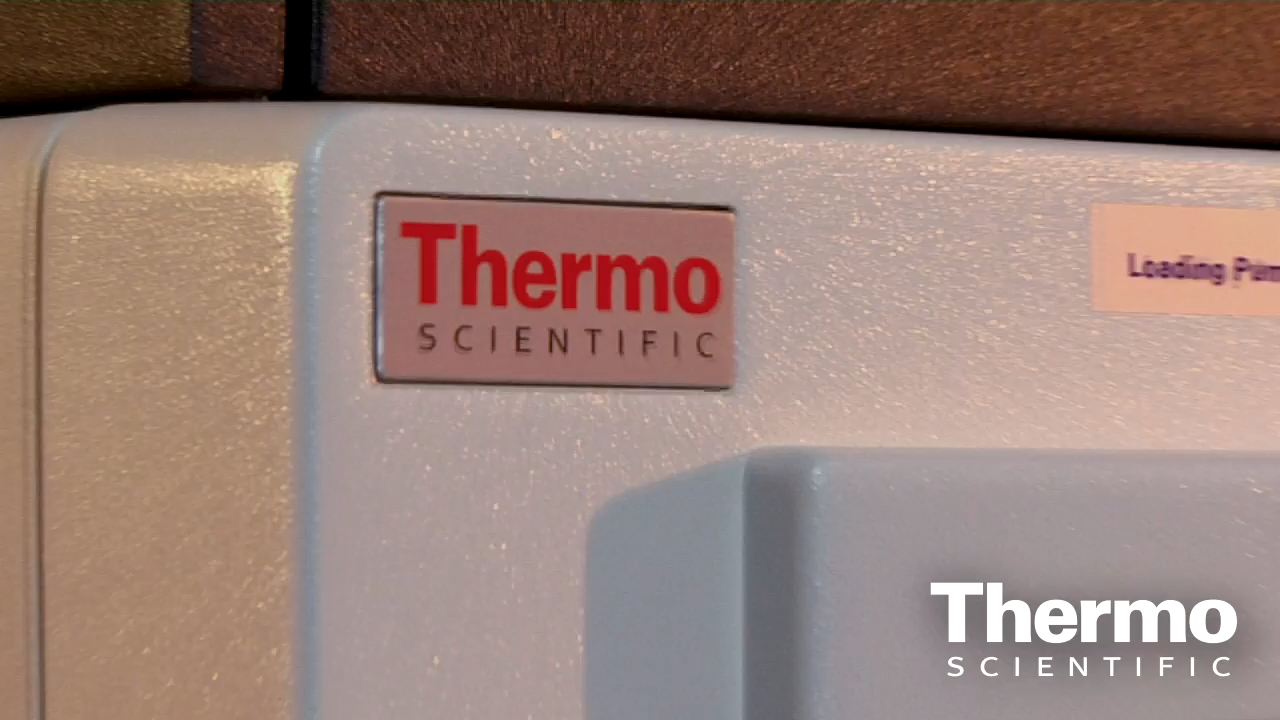 Thermo
SCIENTIFIC
Loading
Thermo
SCIENTIFIC